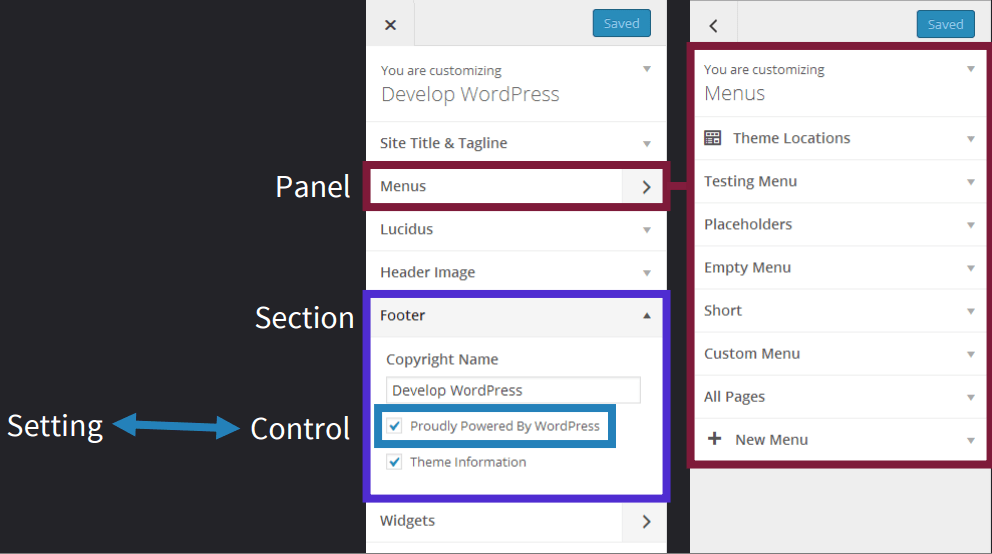 Saved
You are customizing
Develop WordPress
Site Title & Tagline
Panel
Menus
Lucidus
Header Image
Section
Footer
Copyright Name
Develop WordPress
Setting
Control
Proudly Powered By WordPress
Theme Information
Widgets
Saved
You are customizing
Menus
Theme Locations
Testing Menu
Placeholders
Empty Menu
Short
Custom Menu
All Pages
New Menu